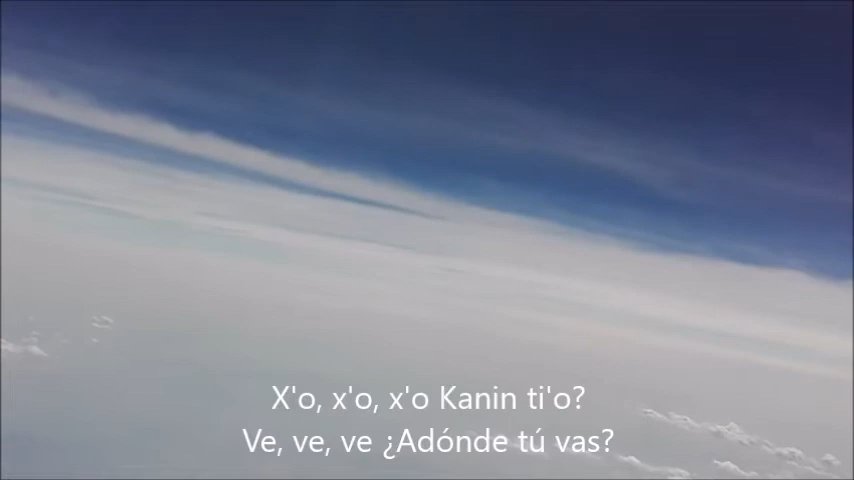 X'o, x'o, x'o Kanin ti'o?
Ve, ve, ve ¿Adónde tú vas?